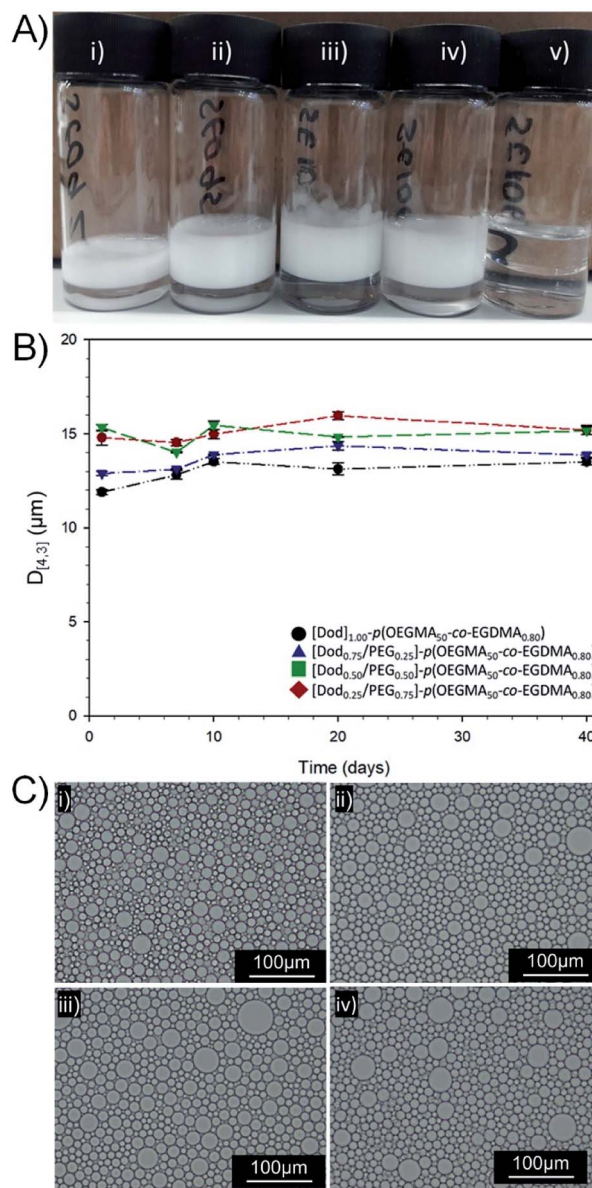 A)
i) ii) iii) iv) v)
B)
20
15
10
5
0
D[4,3] (µm)
[Dod]1.00-p(OEGMA50-co-EGDMA0.80)
[Dod0.75/PEG0.25]-p(OEGMA50-co-EGDMA0.80)
[Dod0.50/PEG0.50]-p(OEGMA50-co-EGDMA0.80)
[Dod0.25/PEG0.75]-p(OEGMA50-co-EGDMA0.80)
0 10 20 30 40
Time (days)
C)
i) ii)
100µm 100µm
iii) iv)
100µm 100µm